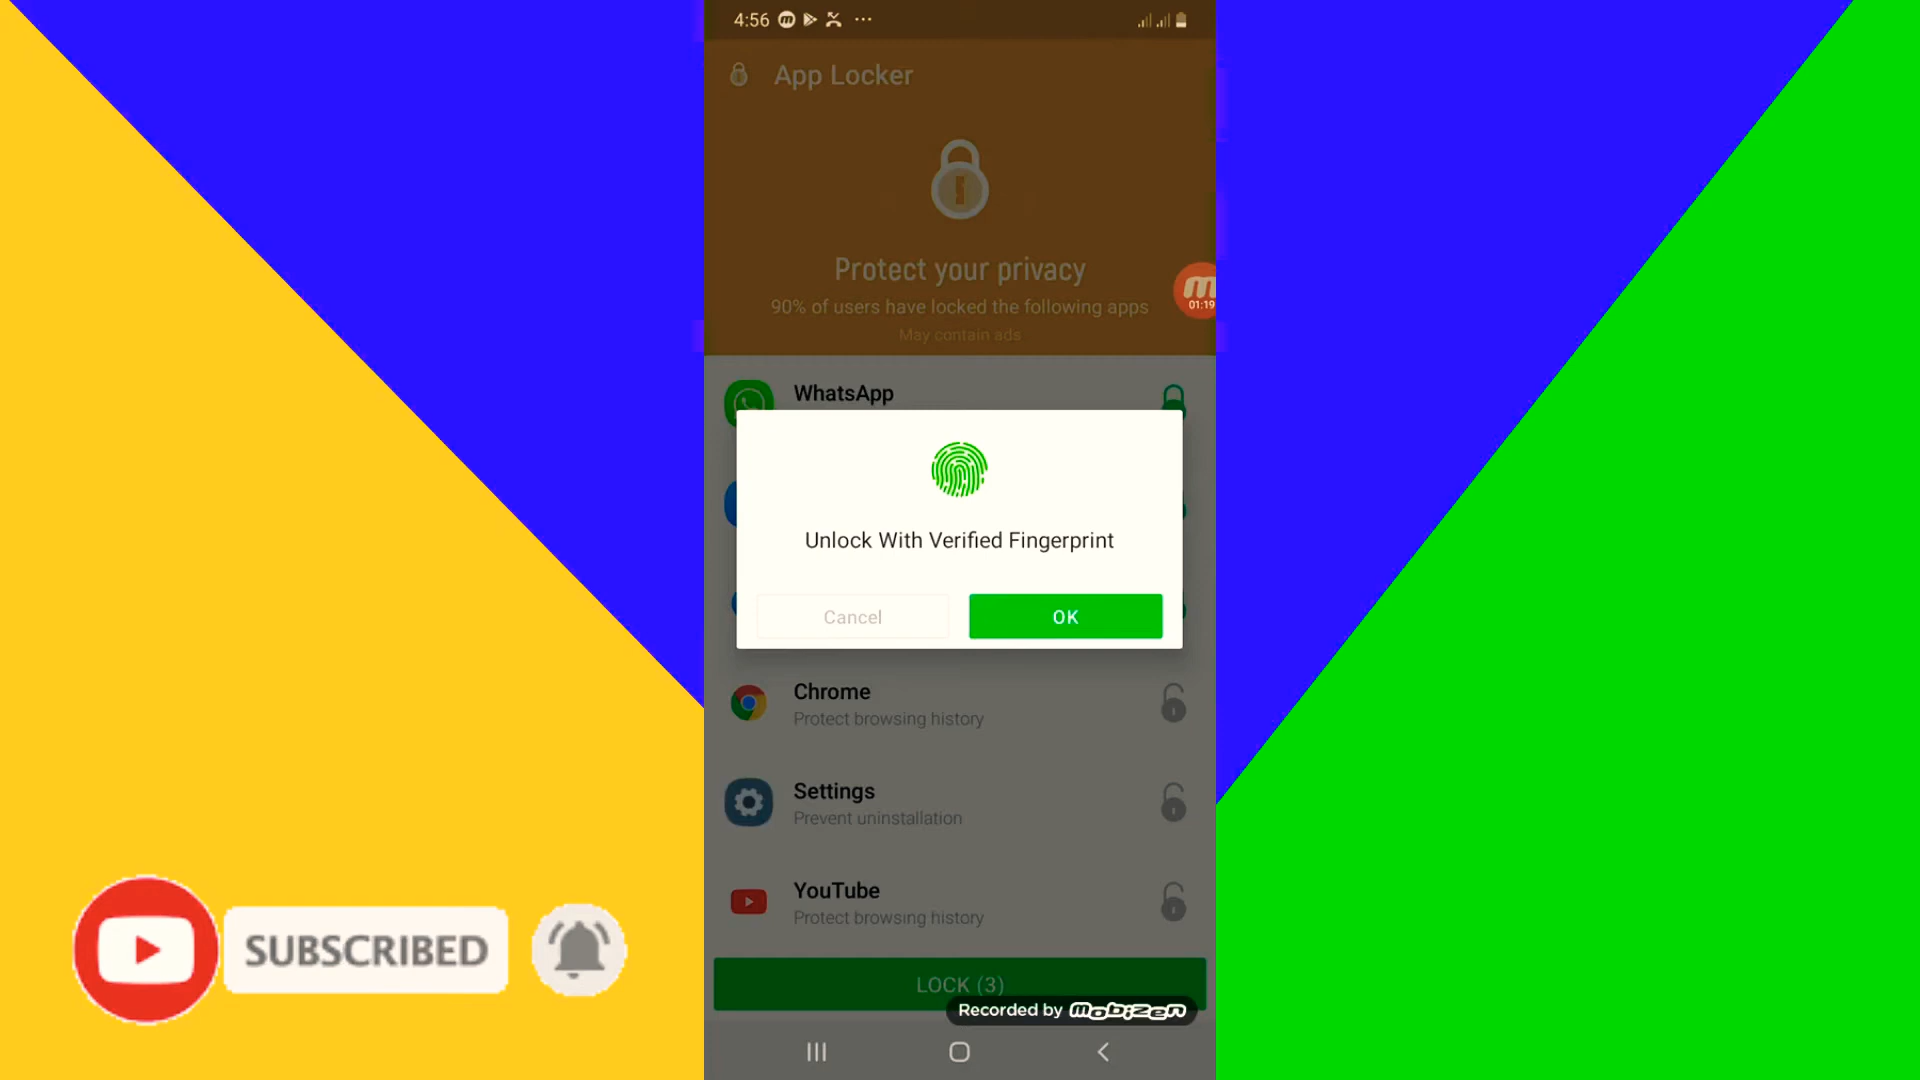 4:56
App Locker
Protect your privacy
90% of users have locked the following apps
May contain ads
01:19
WhatsApp
Unlock With Verified Fingerprint
Cancel
OK
Chrome
Protect browsing history
Settings
Prevent uninstallation
YouTube
Protect browsing history
LOCK (3)
Recorded by mobizen
SUBSCRIBED